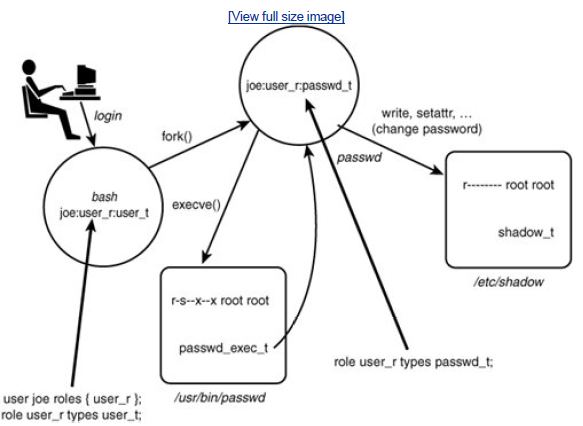 [View full size image]
joe:user_r:passwd_t
login
fork()
write, setattr, ...
(change password)
passwd
bash
joe:user_r:user_t
execve()
r-------- root root
shadow_t
/etc/shadow
r-s--x--x root root
passwd_exec_t
/usr/bin/passwd
role user_r types passwd_t;
user joe roles { user_r };
role user_r types user_t;